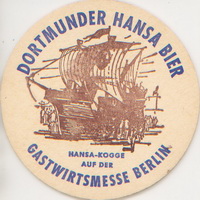 DORTMUNDER HANSA BIER
HANSA-KOGGE
AUF DER
GASTWIRTSMESSE BERLIN